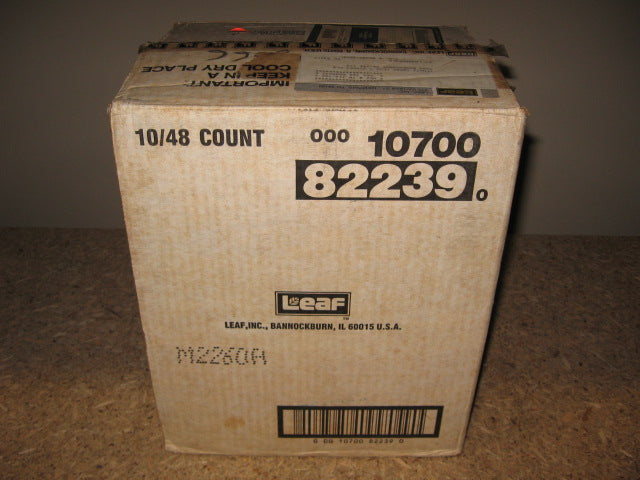 IMPORTANT:
KEEP IN A
COOL DRY PLACE
Leaf
10/48 COUNT
000 10700
82239 0
Leaf
LEAF,INC., BANNOCKBURN, IL 60015 U.S.A.
M2260A
0 00 10700 82239 0